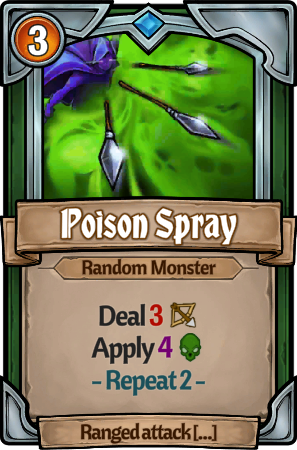 3
Poison Spray
Random Monster
Deal 3
Apply 4
- Repeat 2 -
Ranged attack [...]